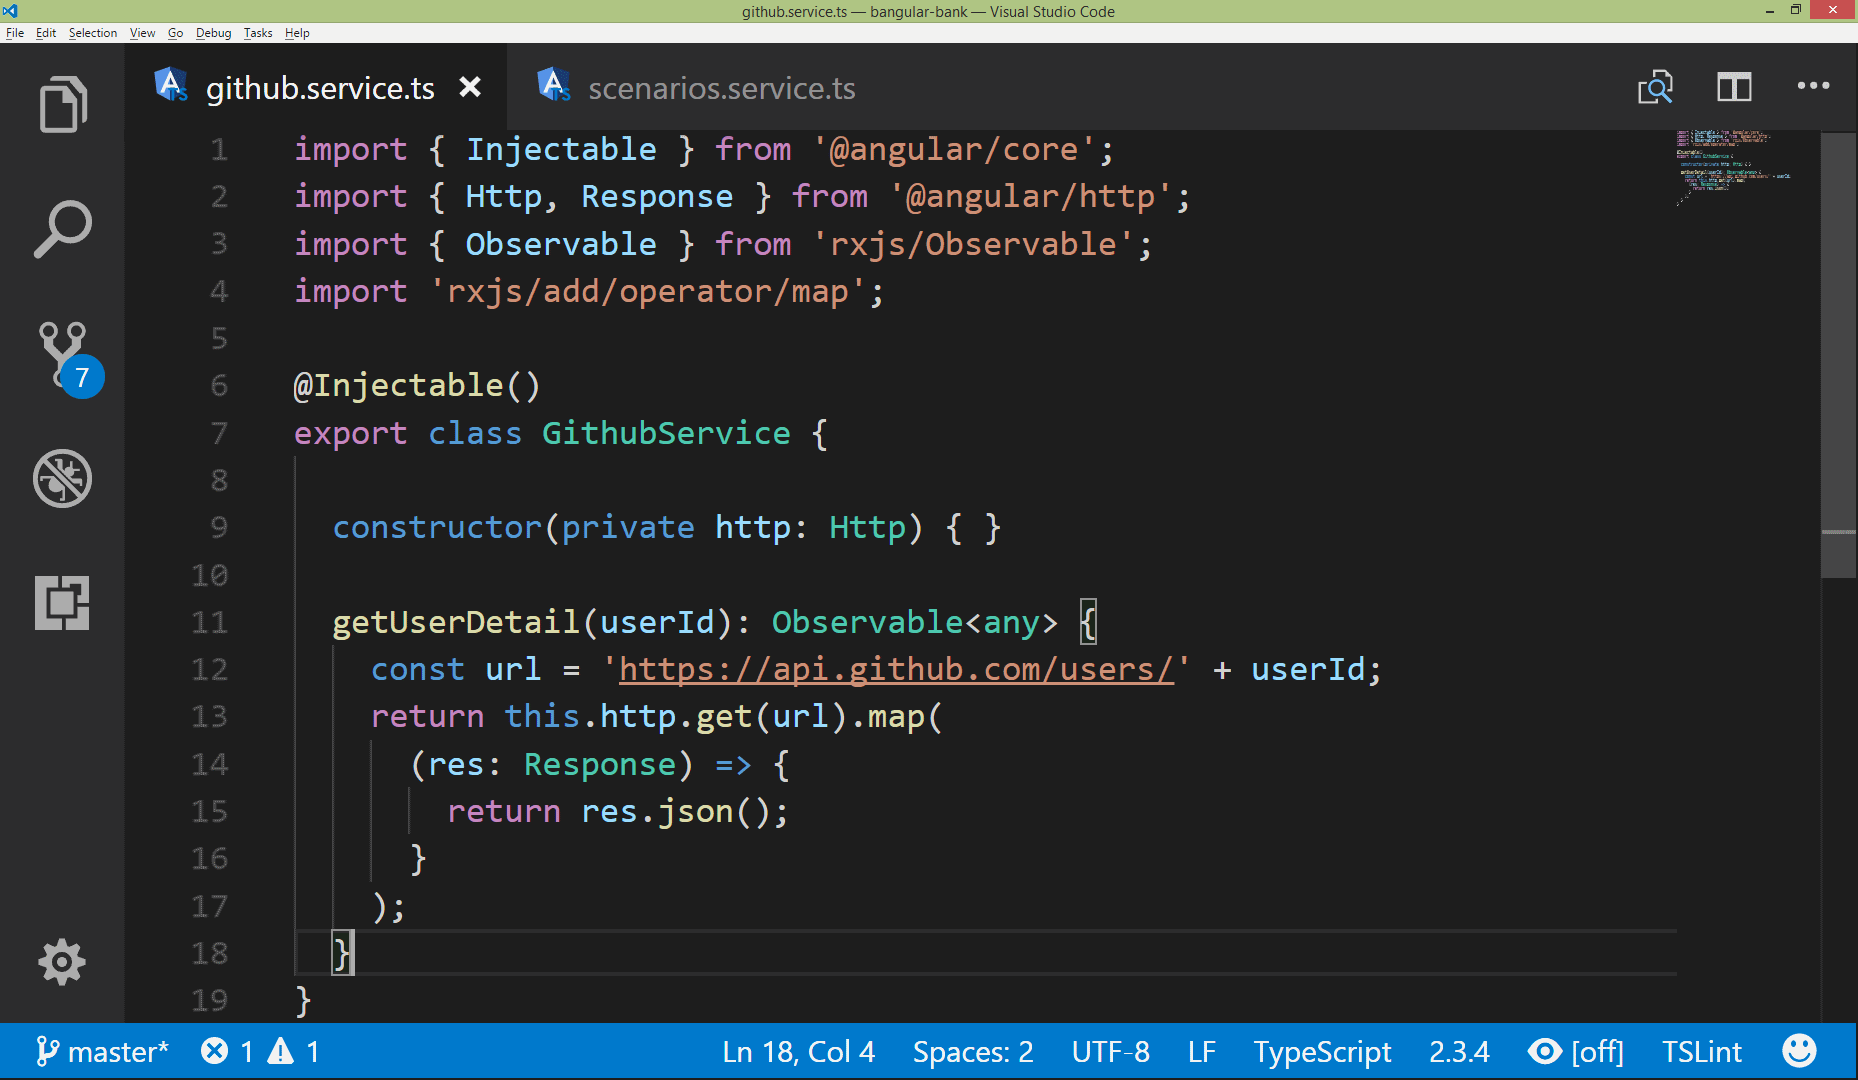 github.service.ts — bangular-bank — Visual Studio Code
File Edit Selection View Go Debug Tasks Help
github.service.ts scenarios.service.ts
1 import { Injectable } from '@angular/core';
2 import { Http, Response } from '@angular/http';
3 import { Observable } from 'rxjs/Observable';
4 import 'rxjs/add/operator/map';
5
6 @Injectable()
7 export class GithubService {
8
9 constructor(private http: Http) { }
10
11 getUserDetail(userId): Observable<any> {
12 const url = 'https://api.github.com/users/' + userId;
13 return this.http.get(url).map(
14 (res: Response) => {
15 return res.json();
16 }
17 );
18 }
19 }
7
master* 1 1 Ln 18, Col 4 Spaces: 2 UTF-8 LF TypeScript 2.3.4 [off] TSLint